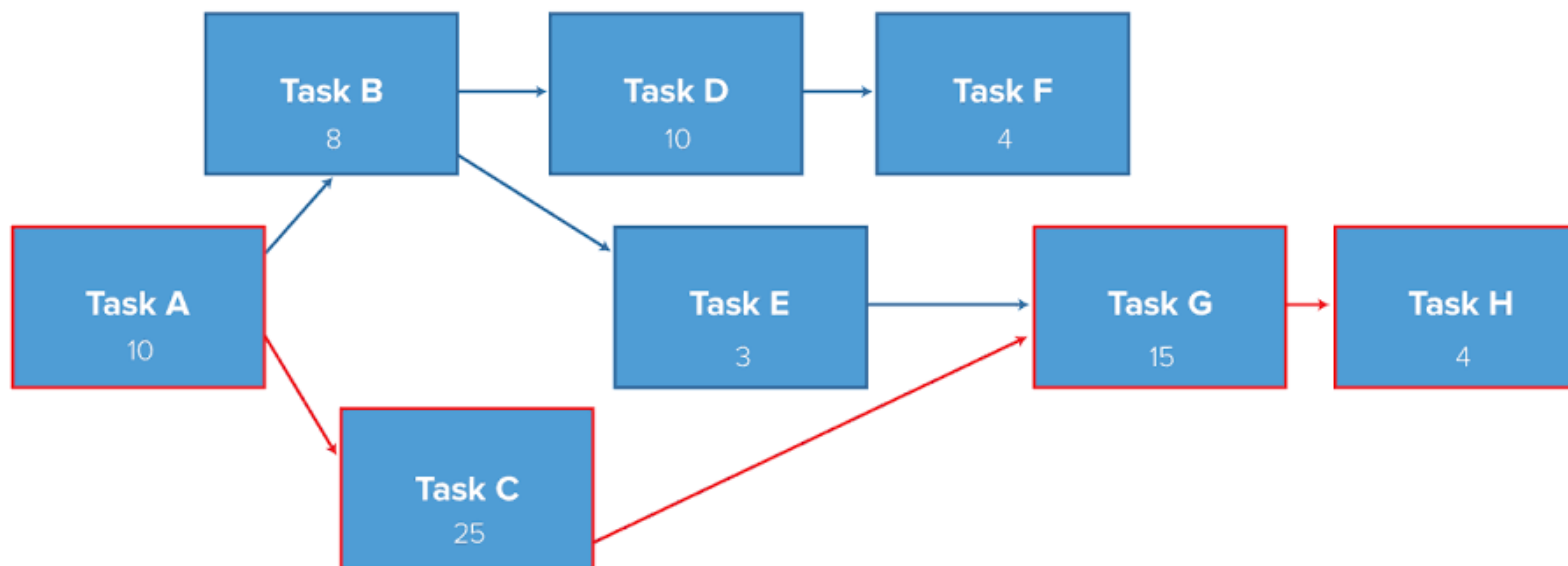 Task B
8
Task D
10
Task F
4
Task A
10
Task E
3
Task G
15
Task H
4
Task C
25